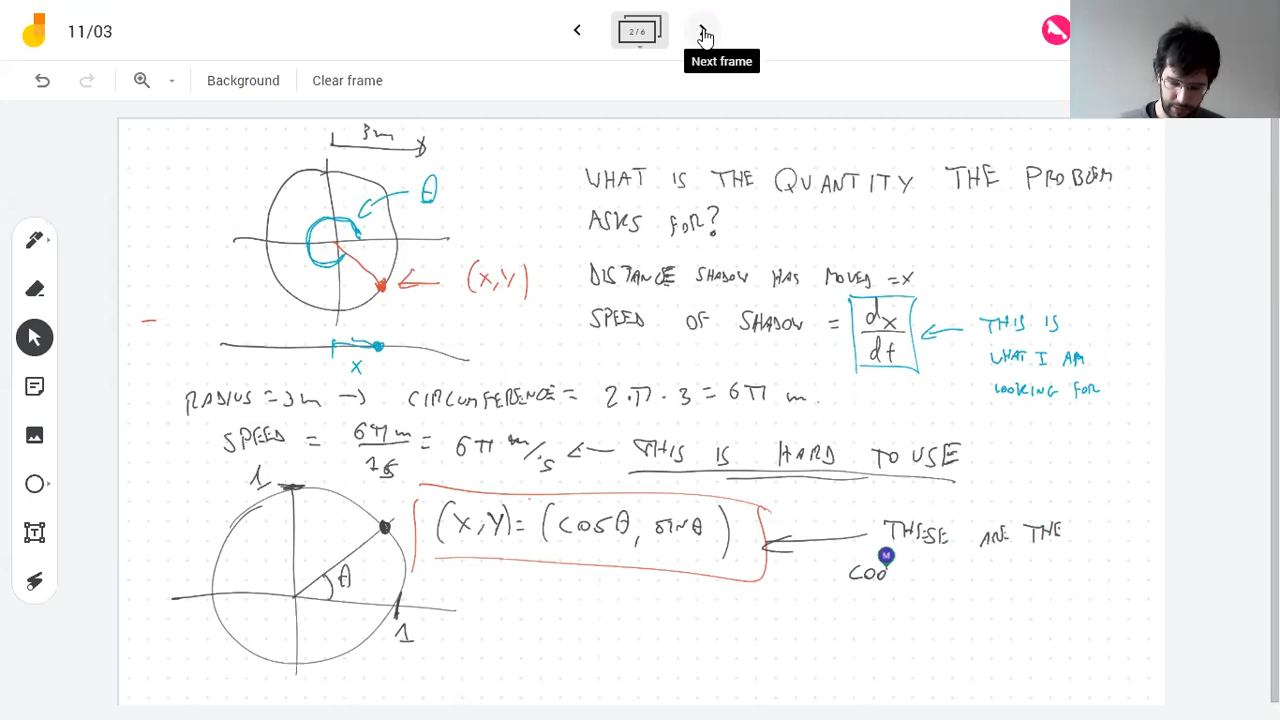 11/03
2 / 6
Next frame
Background
Clear frame
3m
θ
(X,Y)
X
WHAT IS THE QUANTITY THE PROBLEM
ASKS FOR?
DISTANCE SHADOW HAS MOVED = X
SPEED OF SHADOW = dx/dt
THIS IS
WHAT I AM
LOOKING FOR
RADIUS = 3m → CIRCUMFERENCE = 2·π·3 = 6π m.
SPEED = 6πm/1s = 6π m/s ← THIS IS HARD TO USE
1
θ
1
(X,Y) = (COSθ, SINθ)
THESE ARE THE
COO
M